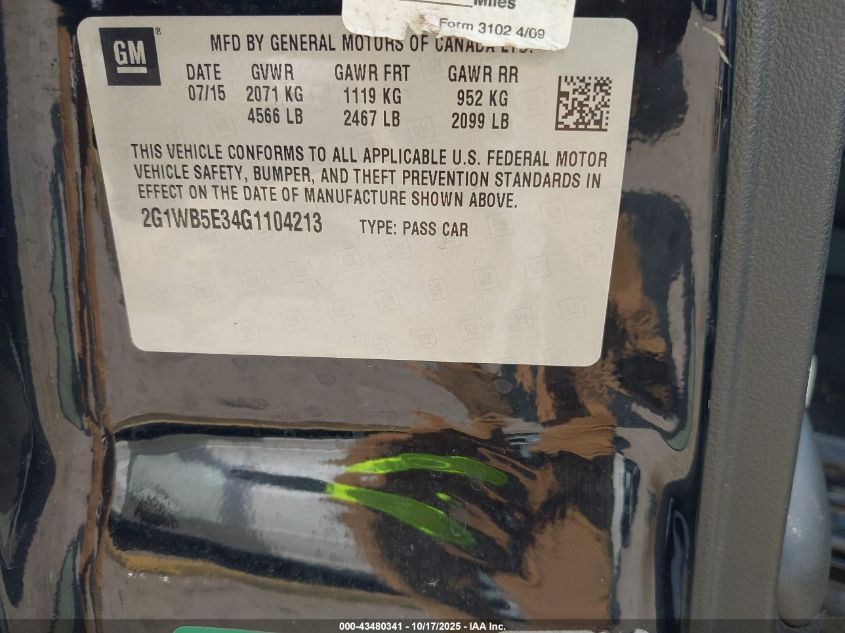 Miles
Form 3102 4/09
GM
MFD BY GENERAL MOTORS OF CANADA LTD.
DATE GVWR GAWR FRT GAWR RR
07/15 2071 KG 1119 KG 952 KG
4566 LB 2467 LB 2099 LB
THIS VEHICLE CONFORMS TO ALL APPLICABLE U.S. FEDERAL MOTOR
VEHICLE SAFETY, BUMPER, AND THEFT PREVENTION STANDARDS IN
EFFECT ON THE DATE OF MANUFACTURE SHOWN ABOVE.
2G1WB5E34G1104213 TYPE: PASS CAR
000-43480341 - 10/17/2025 - IAA Inc.